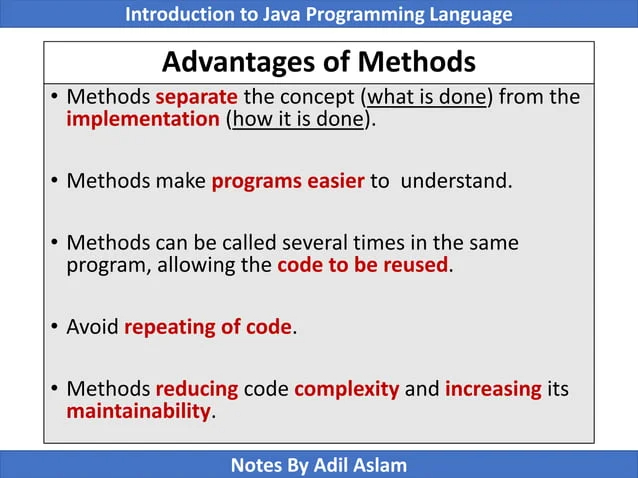 Introduction to Java Programming Language
Advantages of Methods
• Methods separate the concept (what is done) from the
implementation (how it is done).
• Methods make programs easier to understand.
• Methods can be called several times in the same
program, allowing the code to be reused.
• Avoid repeating of code.
• Methods reducing code complexity and increasing its
maintainability.
Notes By Adil Aslam